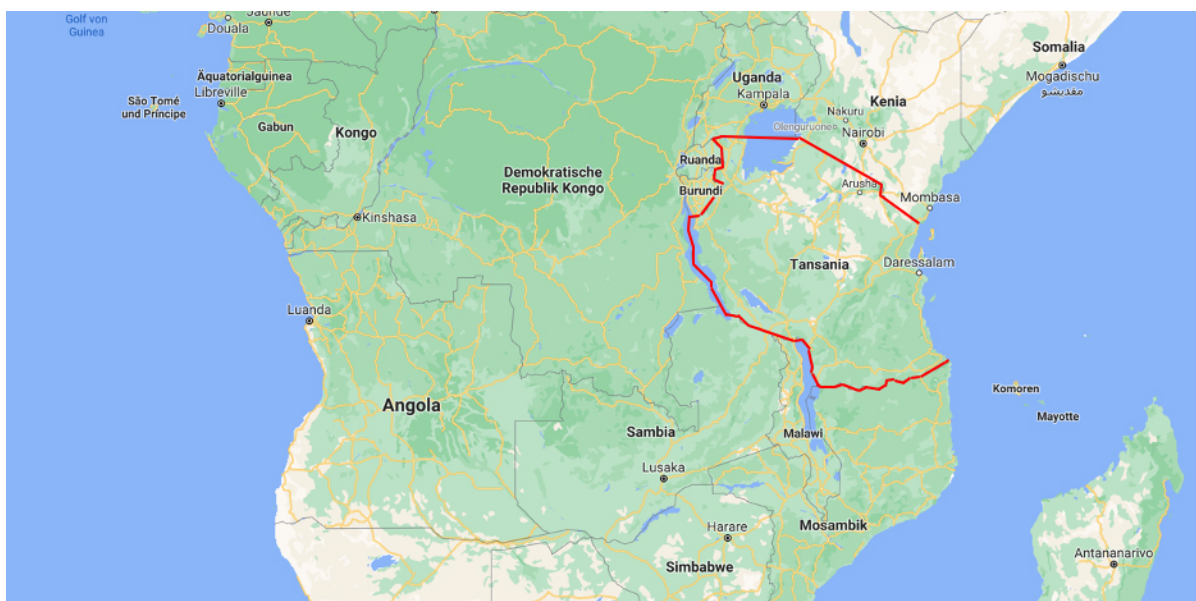 Golf von
Guinea
Jaunde
Douala
Äquatorialguinea
Libreville
São Tomé
und Príncipe
Gabun
Kongo
Kinshasa
Demokratische
Republik Kongo
Uganda
Kampala
Ruanda
Burundi
Olenguruone
Nakuru
Kenia
Nairobi
Somalia
Mogadischu
مقديشو
Arusha
Mombasa
Tansania
Daressalam
Luanda
Angola
Sambia
Lusaka
Malawi
Komoren
Mayotte
Harare
Mosambik
Simbabwe
Antananarivo